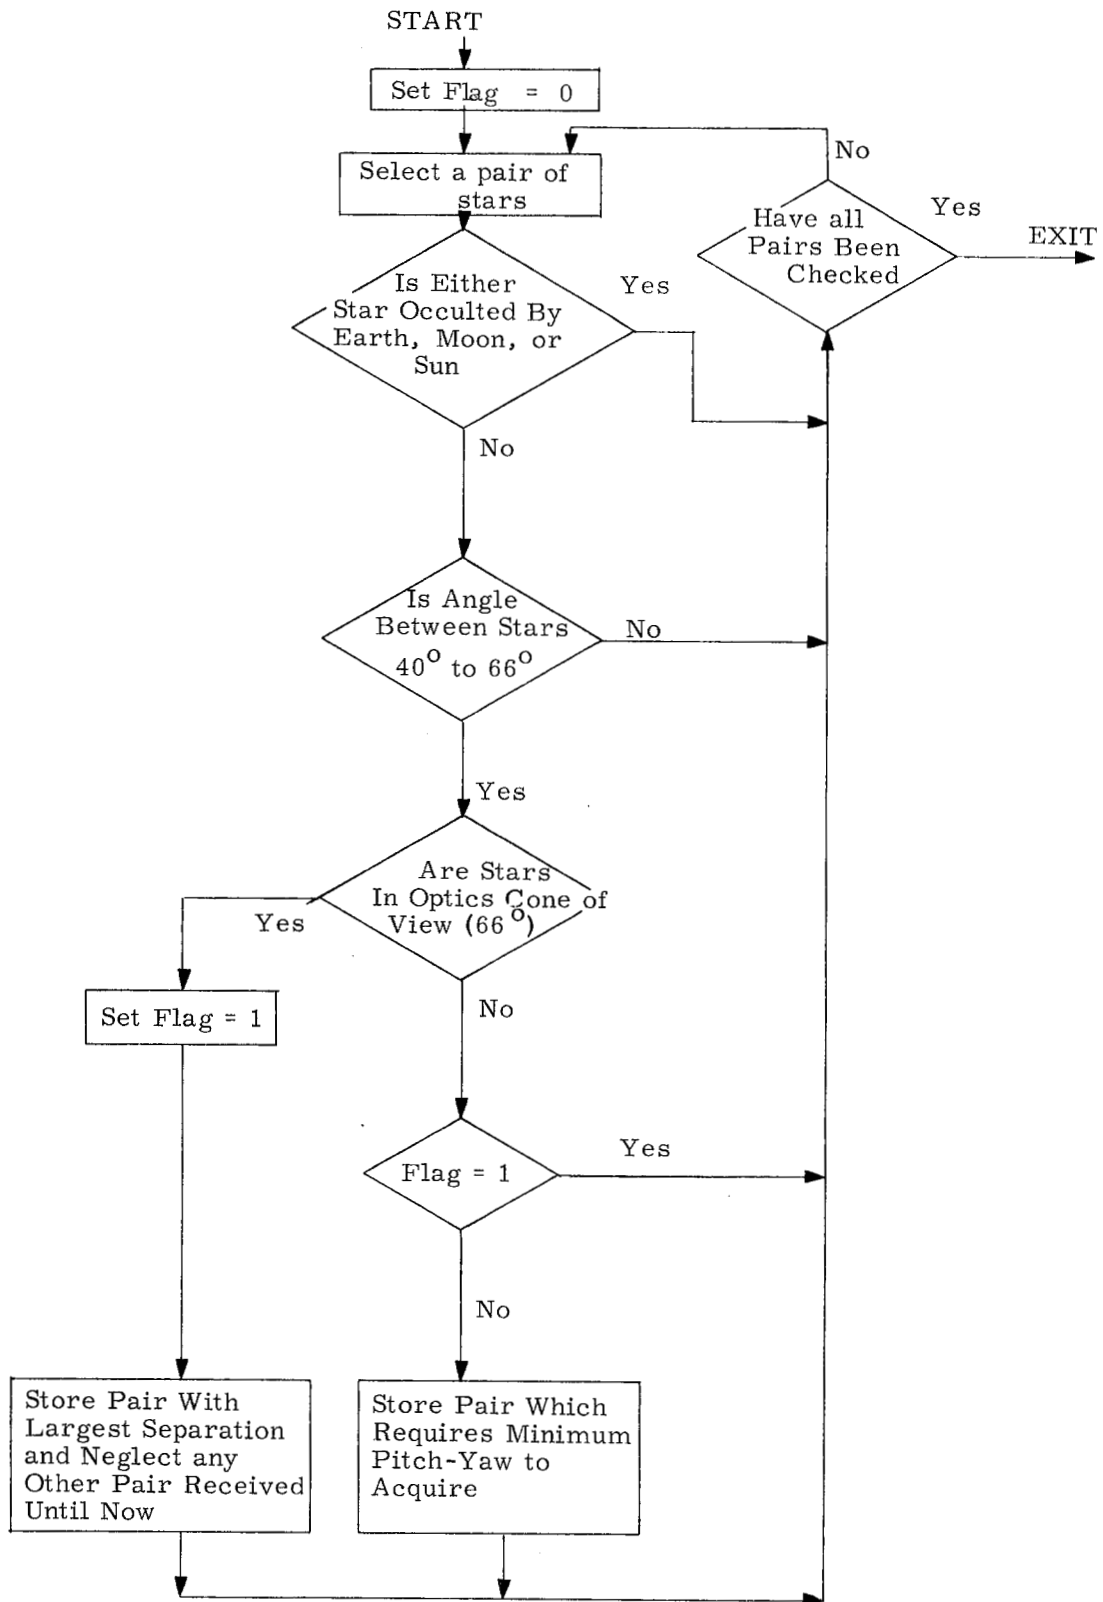 START
Set Flag = 0
Select a pair of
stars
No
Have all
Pairs Been
Checked
Yes
EXIT
Is Either
Star Occulted By
Earth, Moon, or
Sun
Yes
No
Is Angle
Between Stars
40° to 66°
No
Yes
Are Stars
In Optics Cone of
View (66°)
Yes
No
Set Flag = 1
Flag = 1
Yes
No
Store Pair With
Largest Separation
and Neglect any
Other Pair Received
Until Now
Store Pair Which
Requires Minimum
Pitch-Yaw to
Acquire